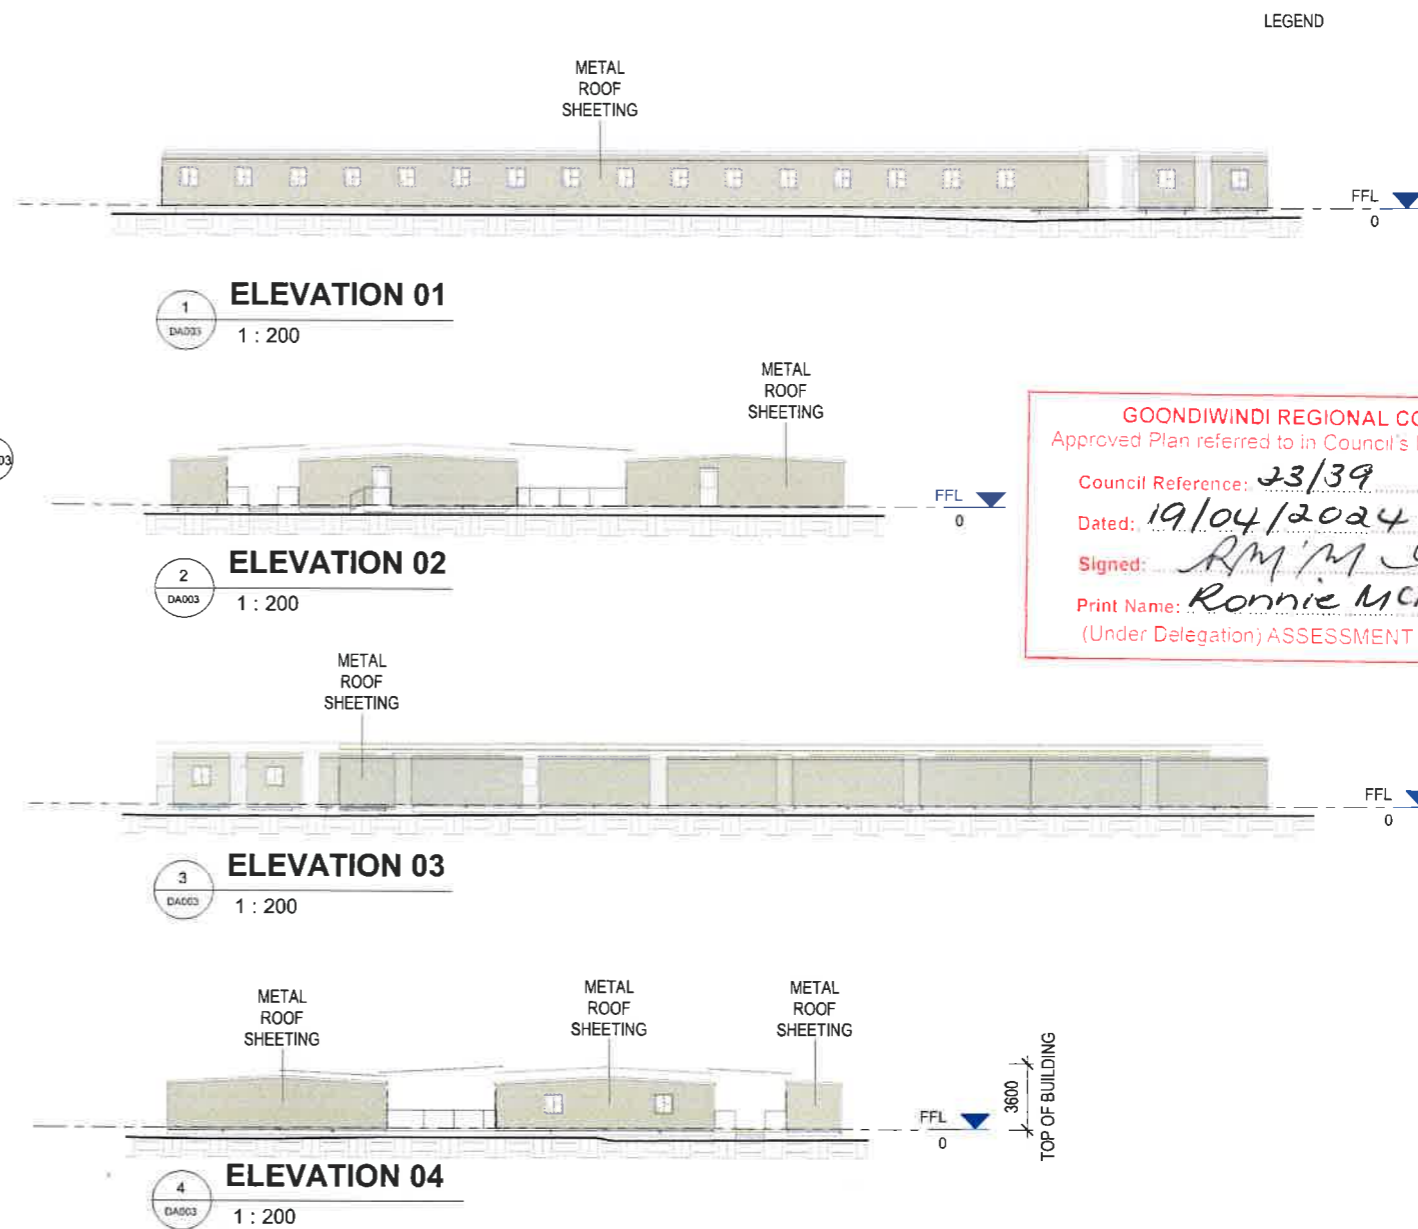 LEGEND
METAL
ROOF
SHEETING
FFL
0
1
DA003
ELEVATION 01
1 : 200
METAL
ROOF
SHEETING
03
FFL
0
2
DA003
ELEVATION 02
1 : 200
GOONDIWINDI REGIONAL CO
Approved Plan referred to in Council's
Council Reference: 23/39
Dated: 19/04/2024
Signed:
Print Name: Ronnie Mc
(Under Delegation) ASSESSMENT
METAL
ROOF
SHEETING
FFL
0
3
DA003
ELEVATION 03
1 : 200
METAL
ROOF
SHEETING
METAL
ROOF
SHEETING
METAL
ROOF
SHEETING
FFL
0
3600
TOP OF BUILDING
4
DA003
ELEVATION 04
1 : 200